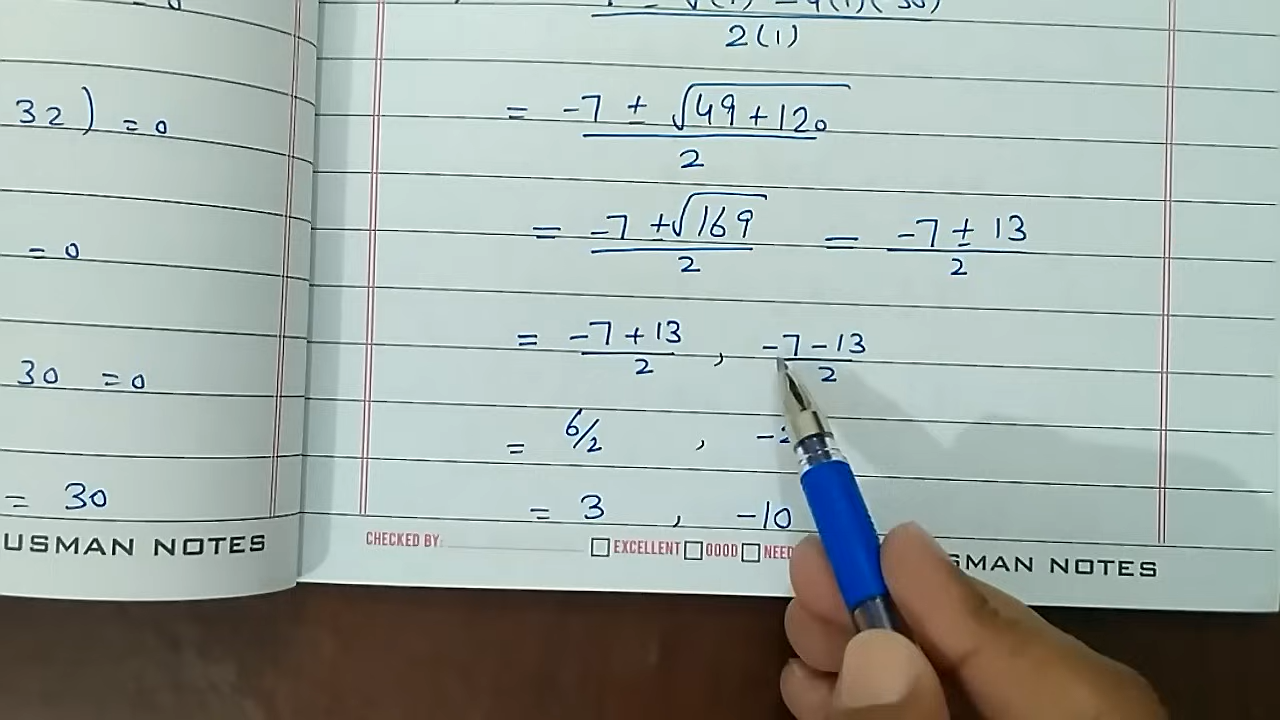 32) = 0
= 0
30 = 0
= 30
USMAN NOTES
2(1)
= -7 ± √49+120
2
= -7 ±√169 = -7 ± 13
2 2
= -7+13 , -7-13
2 2
= 6/2 ,
= 3 , -10
CHECKED BY: EXCELLENT GOOD
NOTES